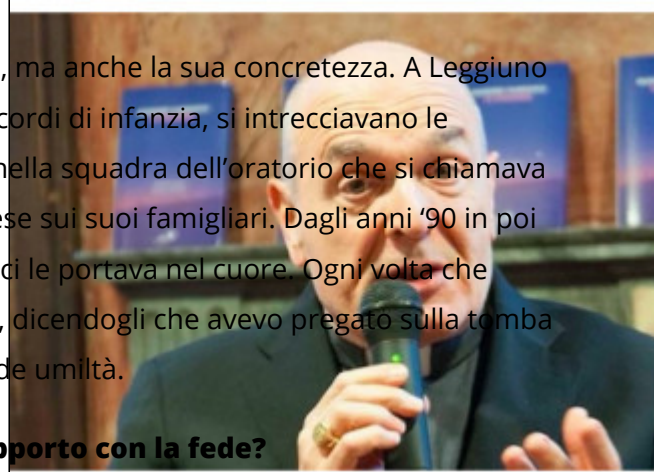 , ma anche la sua concretezza. A Leggiuno
cordi di infanzia, si intrecciavano le
nella squadra dell’oratorio che si chiamava
ese sui suoi famigliari. Dagli anni ‘90 in poi
ci le portava nel cuore. Ogni volta che
, dicendogli che avevo pregato sulla tomba
de umiltà.
pporto con la fede?